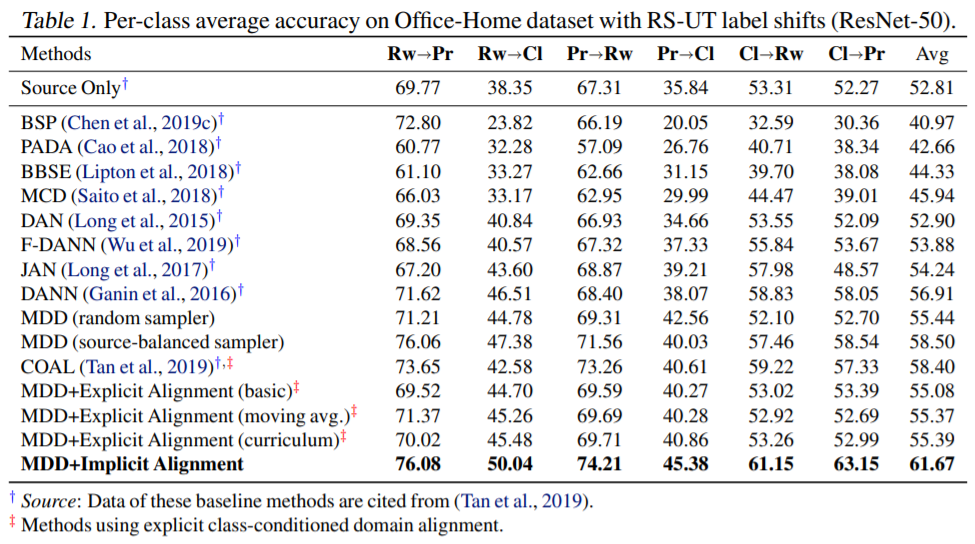 Table 1. Per-class average accuracy on Office-Home dataset with RS-UT label shifts (ResNet-50).
Methods Rw→Pr Rw→Cl Pr→Rw Pr→Cl Cl→Rw Cl→Pr Avg
Source Only† 69.77 38.35 67.31 35.84 53.31 52.27 52.81
BSP (Chen et al., 2019c)† 72.80 23.82 66.19 20.05 32.59 30.36 40.97
PADA (Cao et al., 2018)† 60.77 32.28 57.09 26.76 40.71 38.34 42.66
BBSE (Lipton et al., 2018)† 61.10 33.27 62.66 31.15 39.70 38.08 44.33
MCD (Saito et al., 2018)† 66.03 33.17 62.95 29.99 44.47 39.01 45.94
DAN (Long et al., 2015)† 69.35 40.84 66.93 34.66 53.55 52.09 52.90
F-DANN (Wu et al., 2019)† 68.56 40.57 67.32 37.33 55.84 53.67 53.88
JAN (Long et al., 2017)† 67.20 43.60 68.87 39.21 57.98 48.57 54.24
DANN (Ganin et al., 2016)† 71.62 46.51 68.40 38.07 58.83 58.05 56.91
MDD (random sampler) 71.21 44.78 69.31 42.56 52.10 52.70 55.44
MDD (source-balanced sampler) 76.06 47.38 71.56 40.03 57.46 58.54 58.50
COAL (Tan et al., 2019)†,‡ 73.65 42.58 73.26 40.61 59.22 57.33 58.40
MDD+Explicit Alignment (basic)‡ 69.52 44.70 69.59 40.27 53.02 53.39 55.08
MDD+Explicit Alignment (moving avg.)‡ 71.37 45.26 69.69 40.28 52.92 52.69 55.37
MDD+Explicit Alignment (curriculum)‡ 70.02 45.48 69.71 40.86 53.26 52.99 55.39
MDD+Implicit Alignment 76.08 50.04 74.21 45.38 61.15 63.15 61.67
† Source: Data of these baseline methods are cited from (Tan et al., 2019).
‡ Methods using explicit class-conditioned domain alignment.